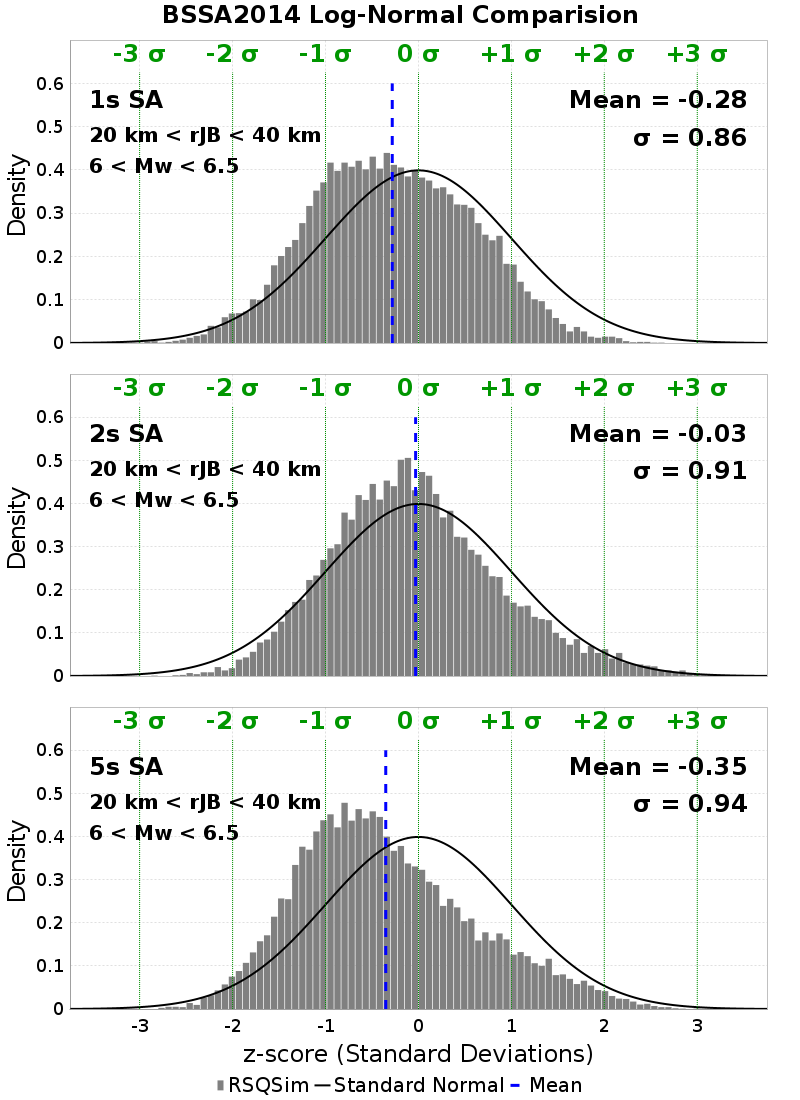 BSSA2014 Log-Normal Comparision
-3 σ -2 σ -1 σ 0 σ +1 σ +2 σ +3 σ
1s SA Mean = -0.28
20 km < rJB < 40 km σ = 0.86
6 < Mw < 6.5
Density
0.6
0.5
0.4
0.3
0.2
0.1
0
-3 σ -2 σ -1 σ 0 σ +1 σ +2 σ +3 σ
2s SA Mean = -0.03
20 km < rJB < 40 km σ = 0.91
6 < Mw < 6.5
Density
0.6
0.5
0.4
0.3
0.2
0.1
0
-3 σ -2 σ -1 σ 0 σ +1 σ +2 σ +3 σ
5s SA Mean = -0.35
20 km < rJB < 40 km σ = 0.94
6 < Mw < 6.5
Density
0.6
0.5
0.4
0.3
0.2
0.1
0
-3 -2 -1 0 1 2 3
z-score (Standard Deviations)
RSQSim Standard Normal Mean